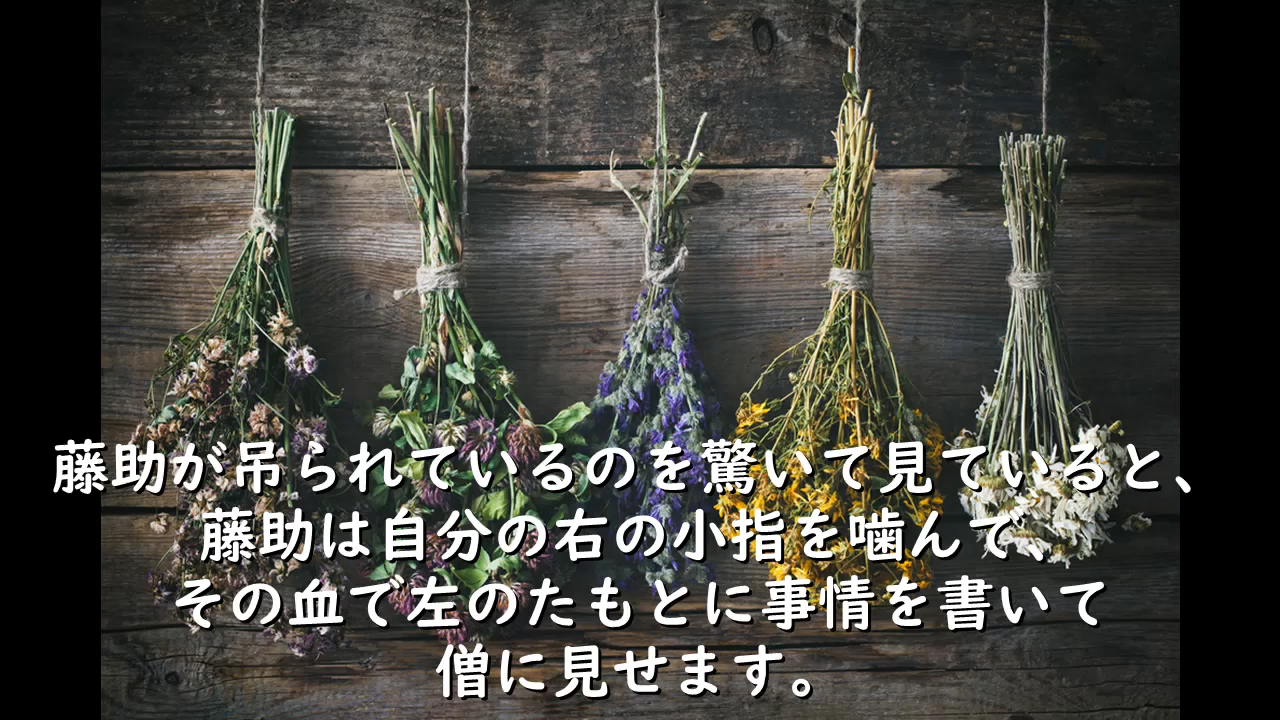 藤助が吊られているのを驚いて見ていると、
藤助は自分の右の小指を噛んで、
その血で左のたもとに事情を書いて
僧に見せます。